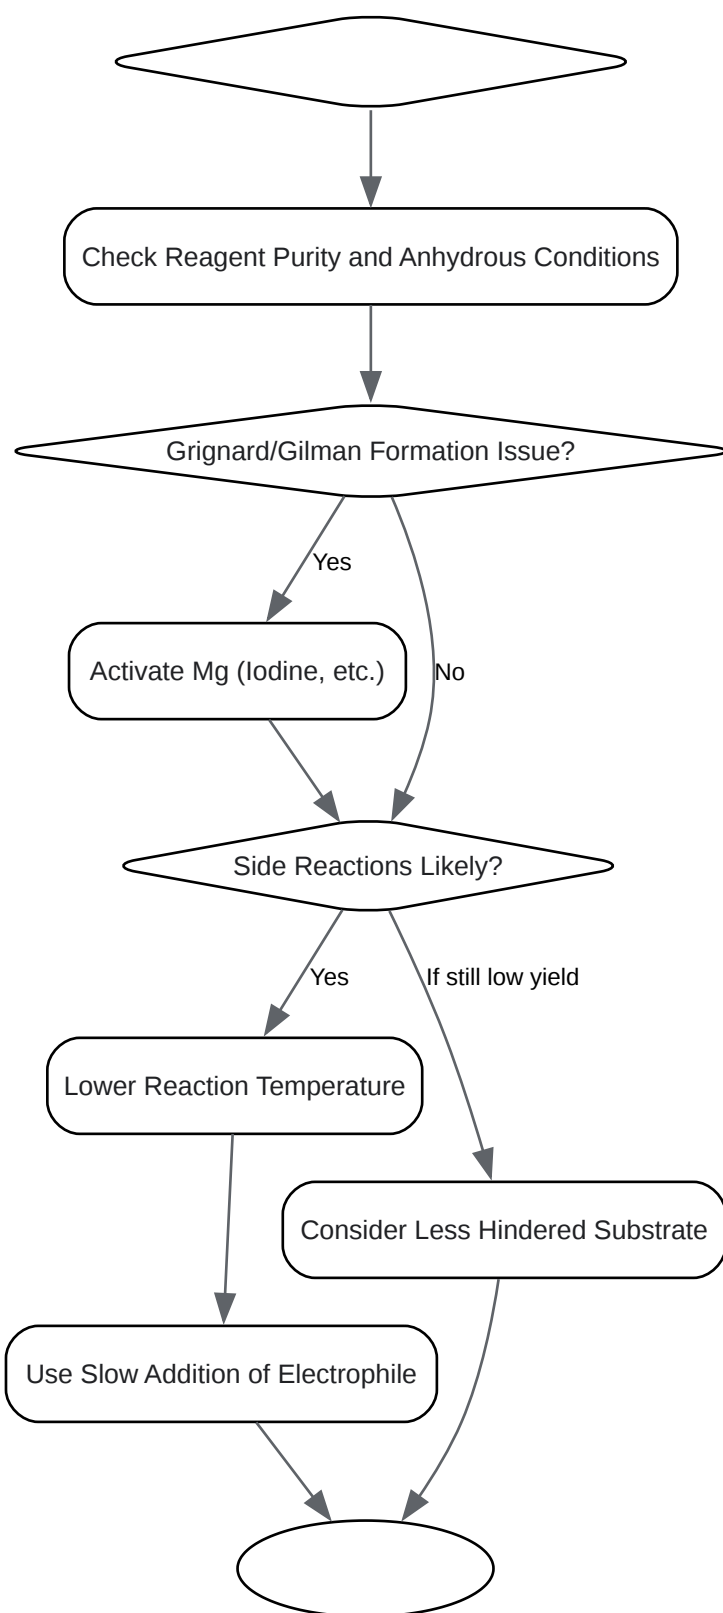 Check Reagent Purity and Anhydrous Conditions
Grignard/Gilman Formation Issue?
Yes
Activate Mg (Iodine, etc.)
No
Side Reactions Likely?
Yes
If still low yield
Lower Reaction Temperature
Consider Less Hindered Substrate
Use Slow Addition of Electrophile